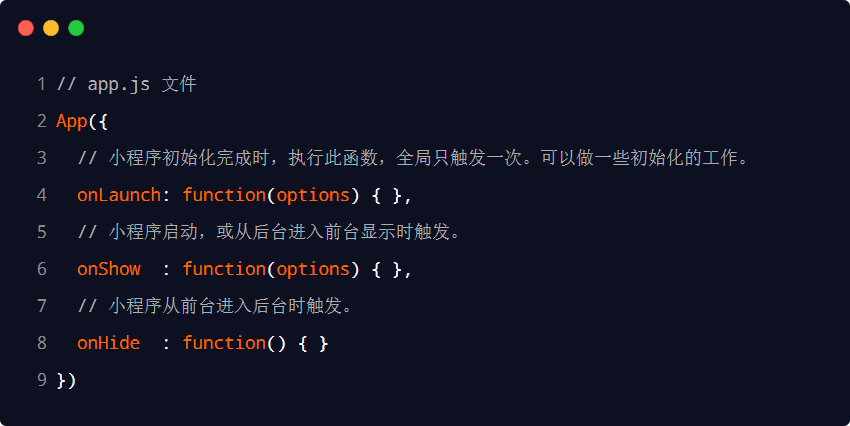 1 // app.js 文件
2 App({
3   // 小程序初始化完成时，执行此函数，全局只触发一次。可以做一些初始化的工作。
4   onLaunch: function(options) { },
5   // 小程序启动，或从后台进入前台显示时触发。
6   onShow  : function(options) { },
7   // 小程序从前台进入后台时触发。
8   onHide  : function() { }
9 })